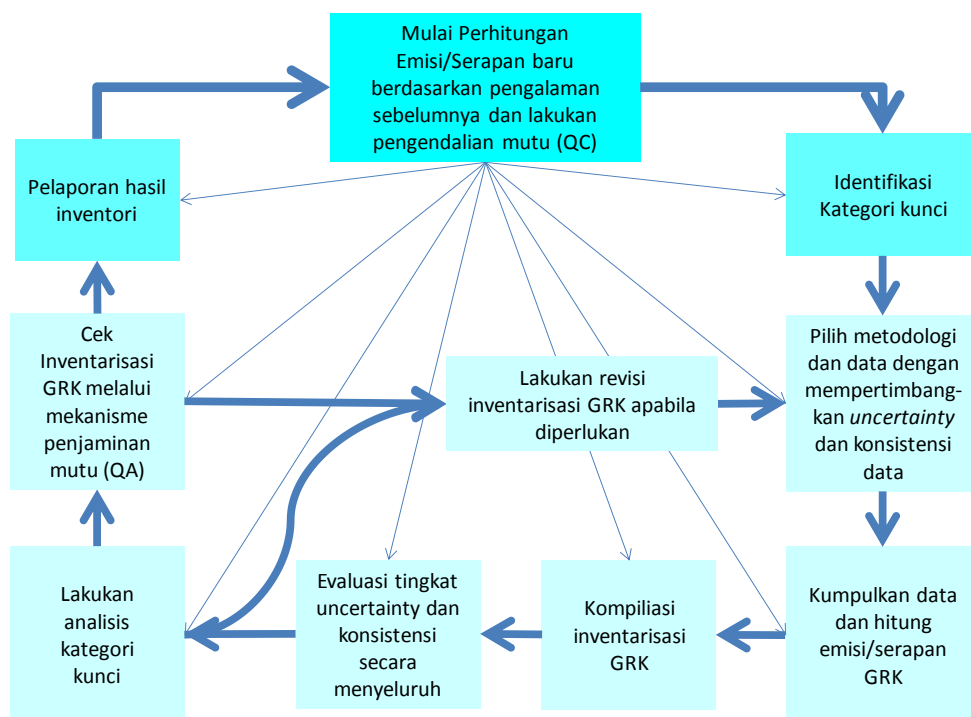 Mulai Perhitungan
Emisi/Serapan baru
berdasarkan pengalaman
sebelumnya dan lakukan
pengendalian mutu (QC)
Pelaporan hasil
inventori
Identifikasi
Kategori kunci
Cek
Inventarisasi
GRK melalui
mekanisme
penjaminan
mutu (QA)
Lakukan revisi
inventarisasi GRK apabila
diperlukan
Pilih metodologi
dan data dengan
mempertimbang-
kan uncertainty
dan konsistensi
data
Lakukan
analisis
kategori
kunci
Evaluasi tingkat
uncertainty dan
konsistensi
secara
menyeluruh
Kompiliasi
inventarisasi
GRK
Kumpulkan data
dan hitung
emisi/serapan
GRK